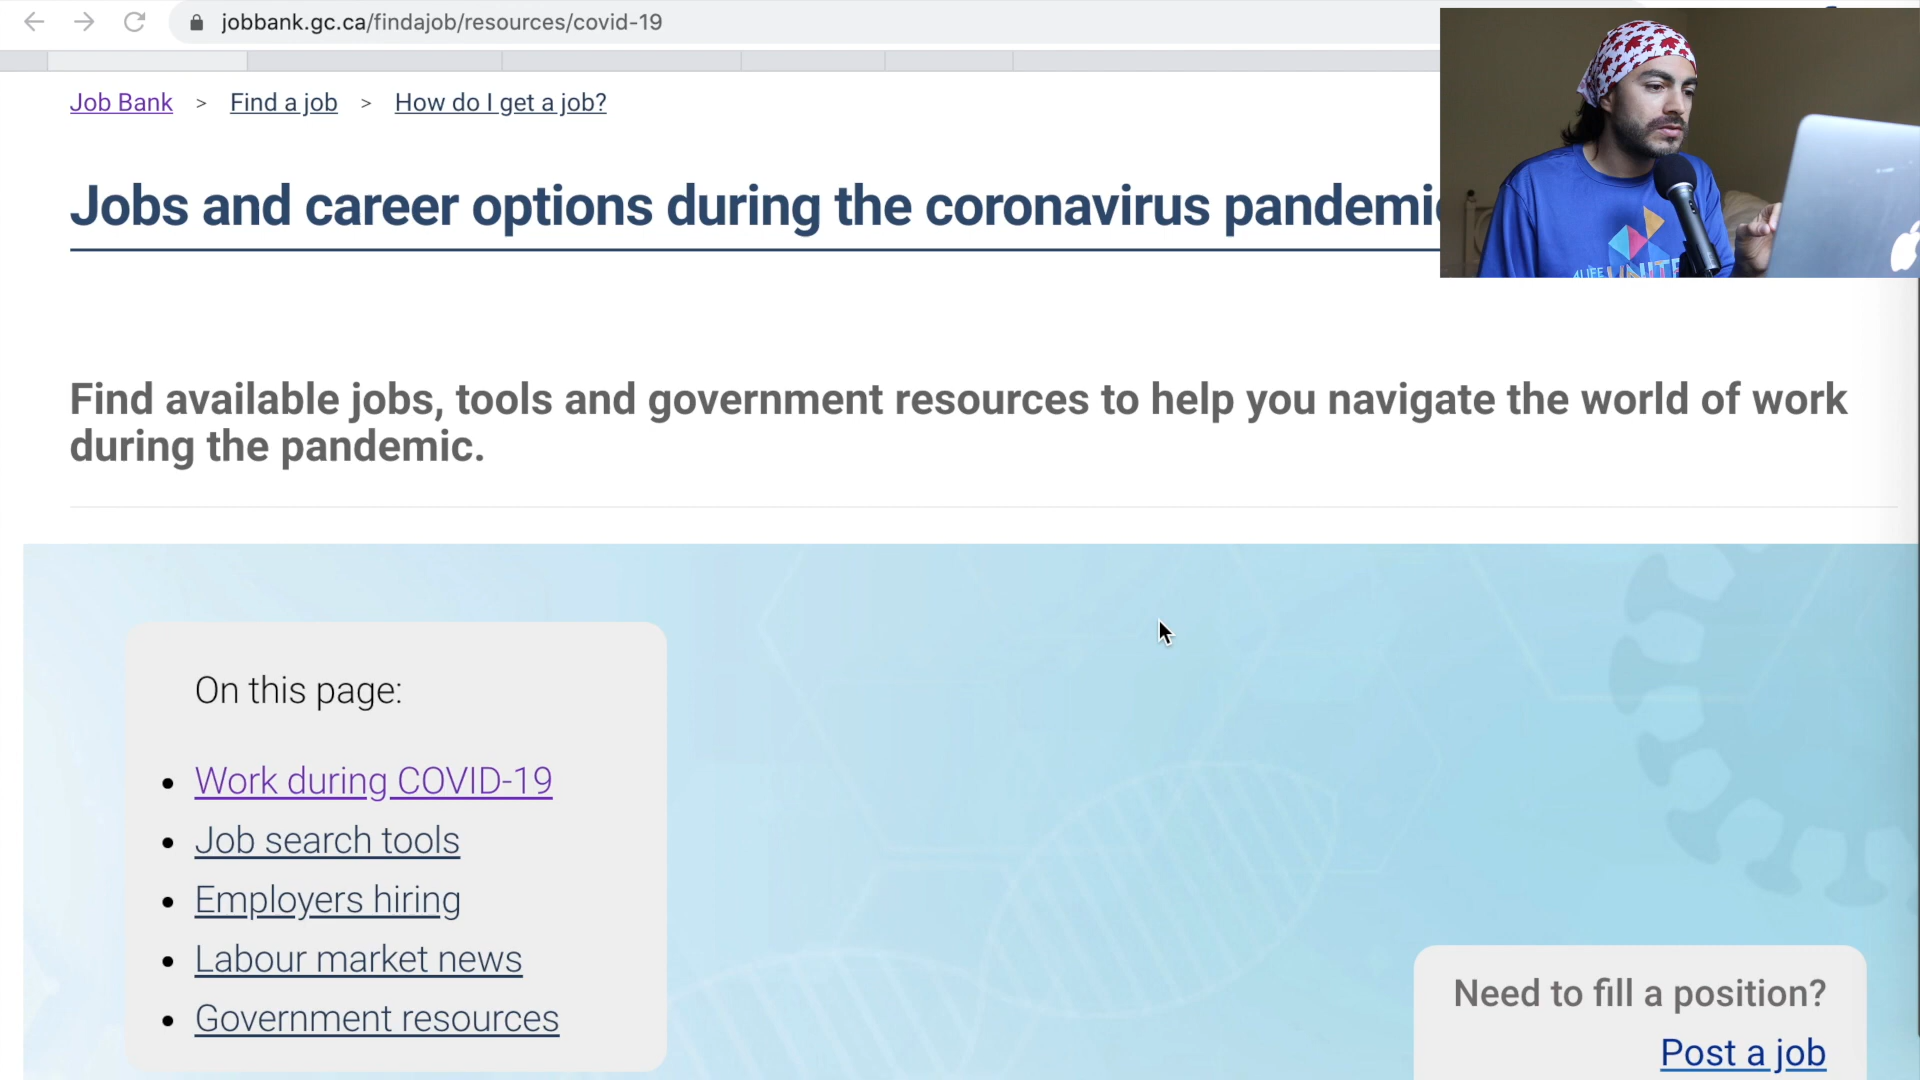 jobbank.gc.ca/findajob/resources/covid-19
Job Bank > Find a job > How do I get a job?
Jobs and career options during the coronavirus pandemic
Find available jobs, tools and government resources to help you navigate the world of work
during the pandemic.
On this page:
• Work during COVID-19
• Job search tools
• Employers hiring
• Labour market news
• Government resources
Need to fill a position?
Post a job
4LIFE
UNITE